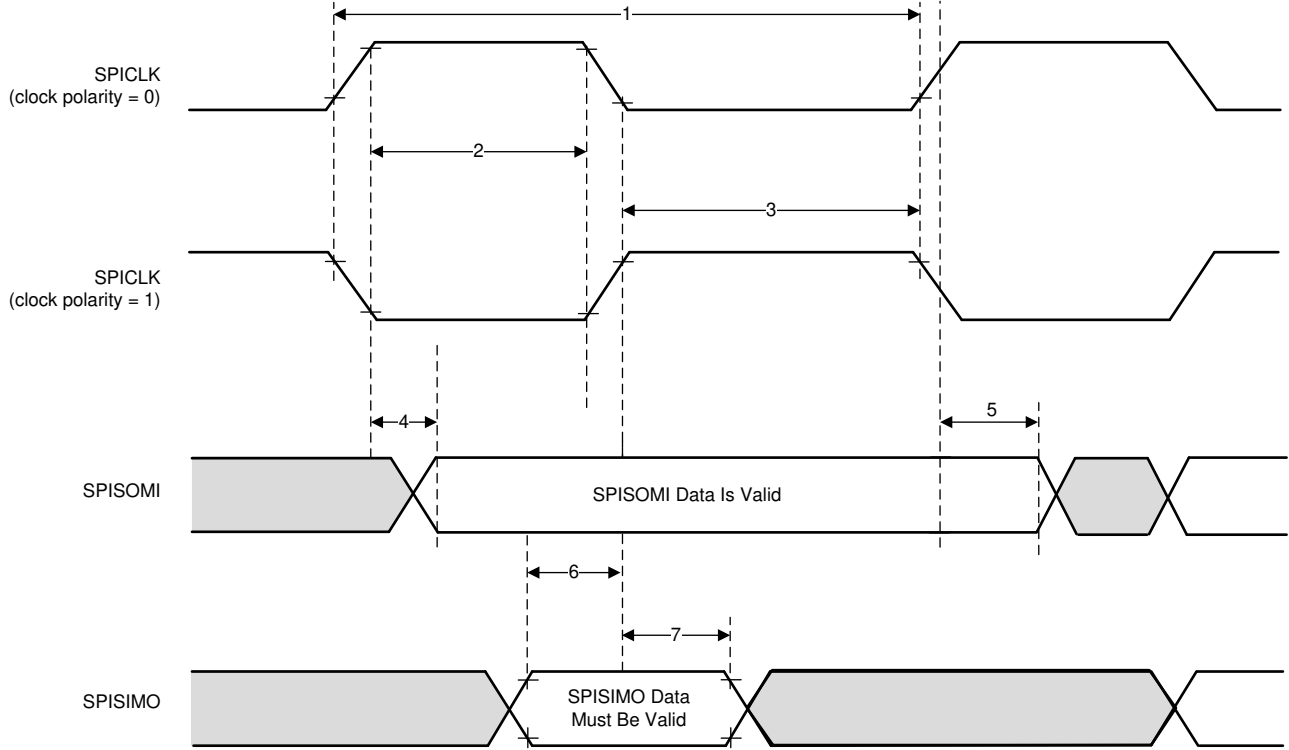 1
SPICLK
(clock polarity = 0)
2
3
SPICLK
(clock polarity = 1)
4
5
SPISOMI
SPISOMI Data Is Valid
6
7
SPISIMO
SPISIMO Data
Must Be Valid